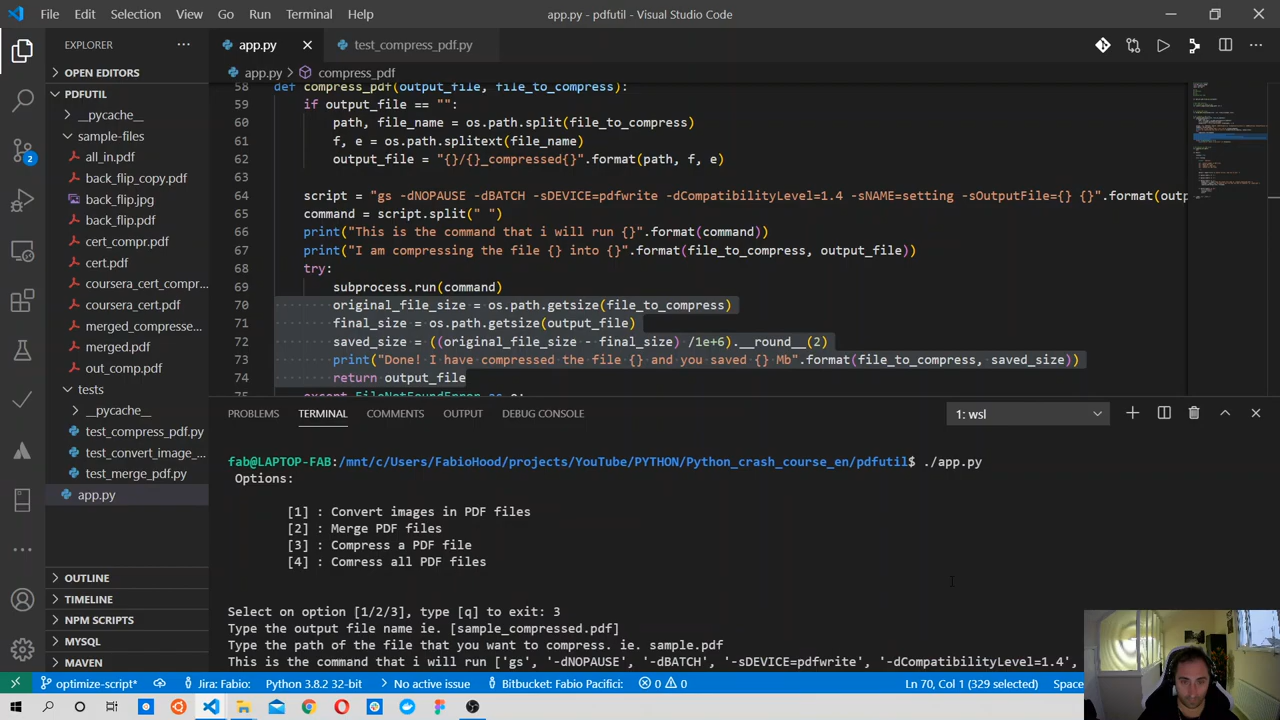 File Edit Selection View Go Run Terminal Help app.py - pdfutil - Visual Studio Code
EXPLORER
app.py
test_compress_pdf.py
OPEN EDITORS
app.py > compress_pdf
PDFUTIL
__pycache__
sample-files
all_in.pdf
back_flip_copy.pdf
back_flip.jpg
back_flip.pdf
cert_compr.pdf
cert.pdf
coursera_cert_compr...
coursera_cert.pdf
merged_compresse...
merged.pdf
out_comp.pdf
tests
__pycache__
test_compress_pdf.py
test_convert_image_...
test_merge_pdf.py
app.py
OUTLINE
TIMELINE
NPM SCRIPTS
MYSQL
MAVEN
2
58 def compress_pdf(output_file, file_to_compress):
59 if output_file == "":
60 path, file_name = os.path.split(file_to_compress)
61 f, e = os.path.splitext(file_name)
62 output_file = "{}/{}_compressed{}".format(path, f, e)
63
64 script = "gs -dNOPAUSE -dBATCH -sDEVICE=pdfwrite -dCompatibilityLevel=1.4 -sNAME=setting -sOutputFile={} {}".format(outp
65 command = script.split(" ")
66 print("This is the command that i will run {}".format(command))
67 print("I am compressing the file {} into {}".format(file_to_compress, output_file))
68 try:
69 subprocess.run(command)
70 original_file_size = os.path.getsize(file_to_compress)
71 final_size = os.path.getsize(output_file)
72 saved_size = ((original_file_size - final_size) /1e+6).__round__(2)
73 print("Done! I have compressed the file {} and you saved {} Mb".format(file_to_compress, saved_size))
74 return output_file
75 except FileNotFoundError as e:
PROBLEMS TERMINAL COMMENTS OUTPUT DEBUG CONSOLE 1: wsl
fab@LAPTOP-FAB:/mnt/c/Users/FabioHood/projects/YouTube/PYTHON/Python_crash_course_en/pdfutil$ ./app.py
Options:
[1] : Convert images in PDF files
[2] : Merge PDF files
[3] : Compress a PDF file
[4] : Comress all PDF files
Select on option [1/2/3], type [q] to exit: 3
Type the output file name ie. [sample_compressed.pdf]
Type the path of the file that you want to compress. ie. sample.pdf
This is the command that i will run ['gs', '-dNOPAUSE', '-dBATCH', '-sDEVICE=pdfwrite', '-dCompatibilityLevel=1.4',
optimize-script* Jira: Fabio: Python 3.8.2 32-bit No active issue Bitbucket: Fabio Pacifici: 0 0 Ln 70, Col 1 (329 selected) Space